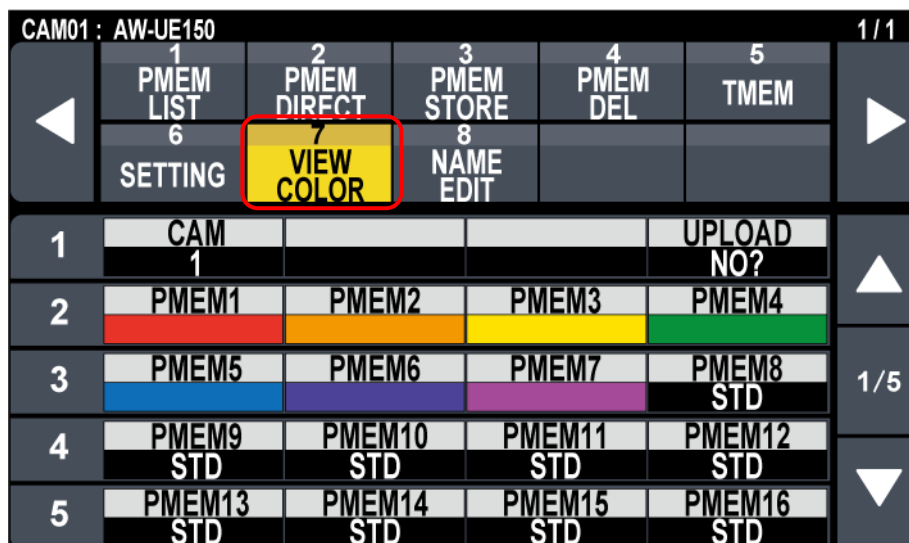 CAM01 : AW-UE150 1/1
1 2 3 4 5
PMEM LIST PMEM DIRECT PMEM STORE PMEM DEL TMEM
6 7 8
SETTING VIEW COLOR NAME EDIT
1 CAM UPLOAD
1 NO?
2 PMEM1 PMEM2 PMEM3 PMEM4
3 PMEM5 PMEM6 PMEM7 PMEM8 1/5
STD
4 PMEM9 PMEM10 PMEM11 PMEM12
STD STD STD STD
5 PMEM13 PMEM14 PMEM15 PMEM16
STD STD STD STD